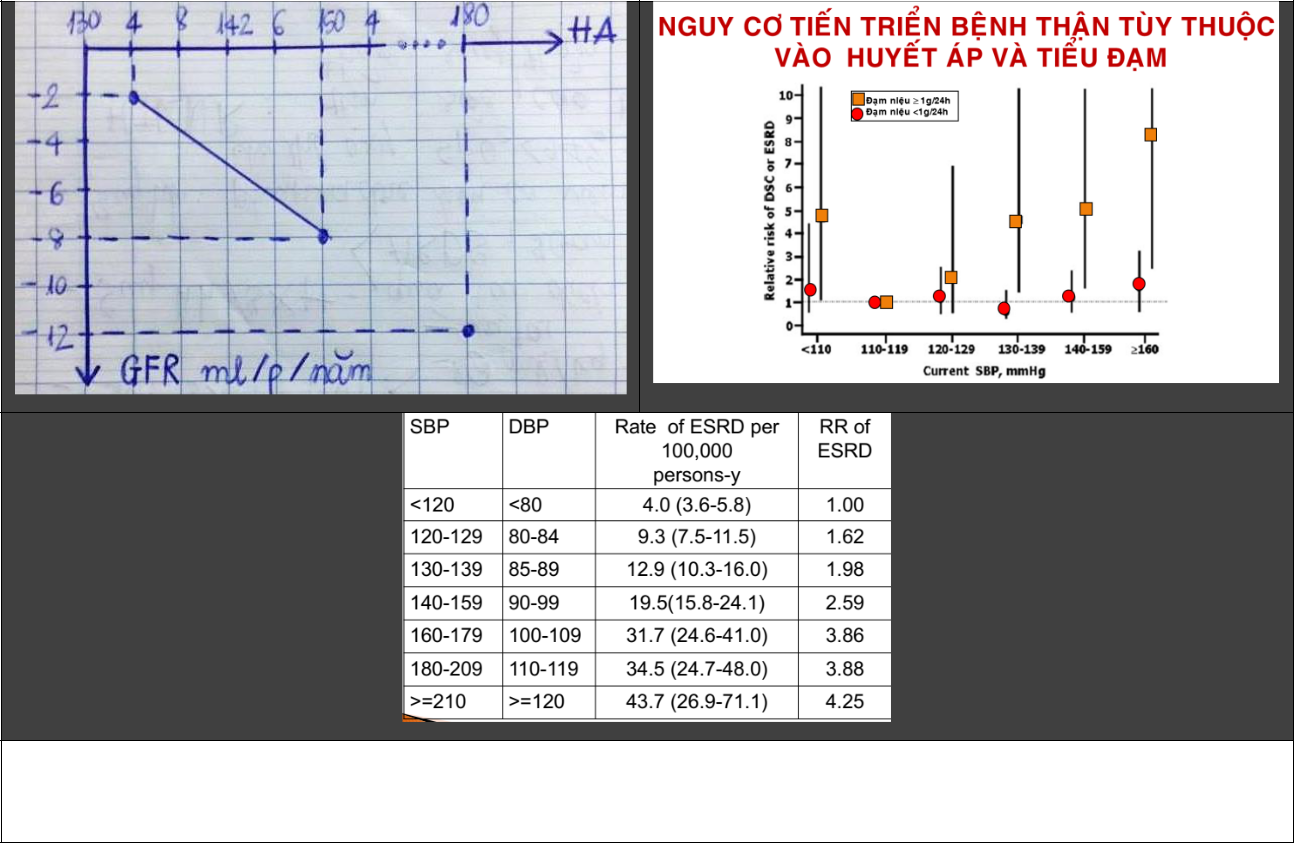 130 4 8 142 6 150 4 .... 180 HA
-2
-4
-6
-8
-10
-12
GFR ml/p/năm
NGUY CƠ TIẾN TRIỂN BỆNH THẬN TÙY THUỘC
VÀO HUYẾT ÁP VÀ TIỂU ĐẠM
Đạm niệu ≥ 1g/24h
Đạm niệu <1g/24h
Relative risk of DSC or ESRD
10
9
8
7
6
5
4
3
2
1
0
<110 110-119 120-129 130-139 140-159 ≥160
Current SBP, mmHg
SBP DBP Rate of ESRD per RR of
100,000 ESRD
persons-y
<120 <80 4.0 (3.6-5.8) 1.00
120-129 80-84 9.3 (7.5-11.5) 1.62
130-139 85-89 12.9 (10.3-16.0) 1.98
140-159 90-99 19.5(15.8-24.1) 2.59
160-179 100-109 31.7 (24.6-41.0) 3.86
180-209 110-119 34.5 (24.7-48.0) 3.88
>=210 >=120 43.7 (26.9-71.1) 4.25